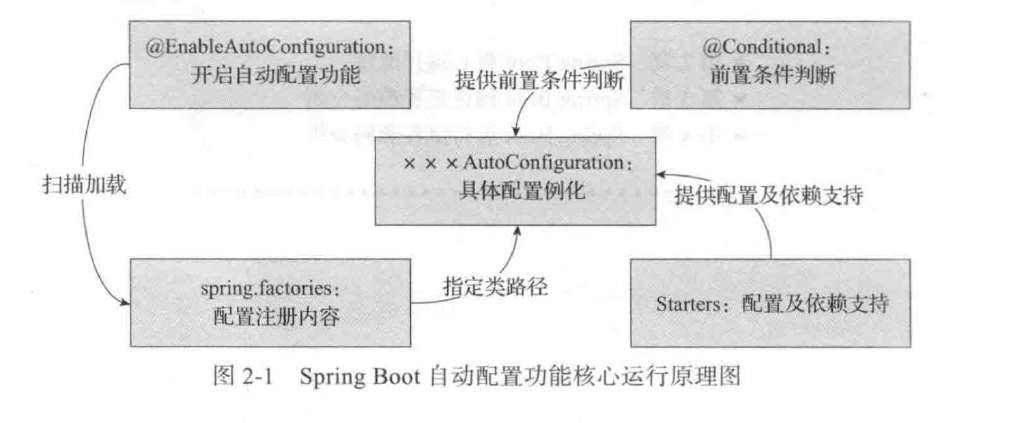 @EnableAutoConfiguration：
开启自动配置功能
@Conditional：
前置条件判断
提供前置条件判断
×××AutoConfiguration：
具体配置例化
扫描加载
提供配置及依赖支持
spring.factories：
配置注册内容
指定类路径
Starters：配置及依赖支持
图 2-1 Spring Boot 自动配置功能核心运行原理图